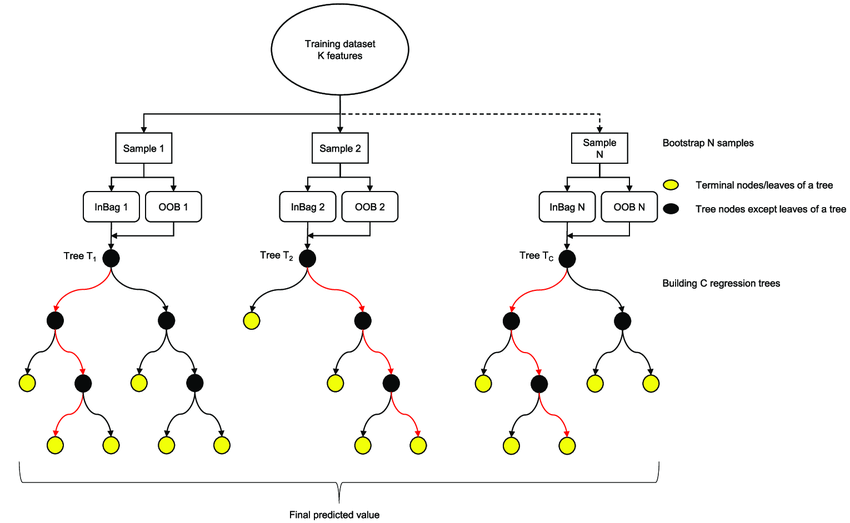 Training dataset
K features
Sample 1
Sample 2
Sample
N
Bootstrap N samples
InBag 1
OOB 1
InBag 2
OOB 2
InBag N
OOB N
Terminal nodes/leaves of a tree
Tree nodes except leaves of a tree
Tree T1
Tree T2
Tree TC
Building C regression trees
Final predicted value